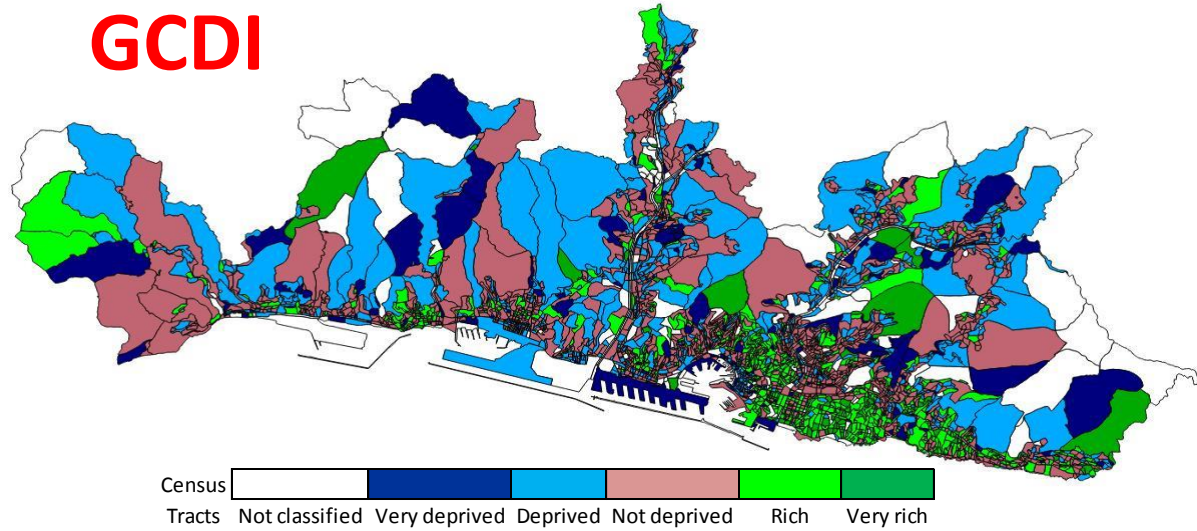 GCDI
Census
Tracts Not classified Very deprived Deprived Not deprived Rich Very rich